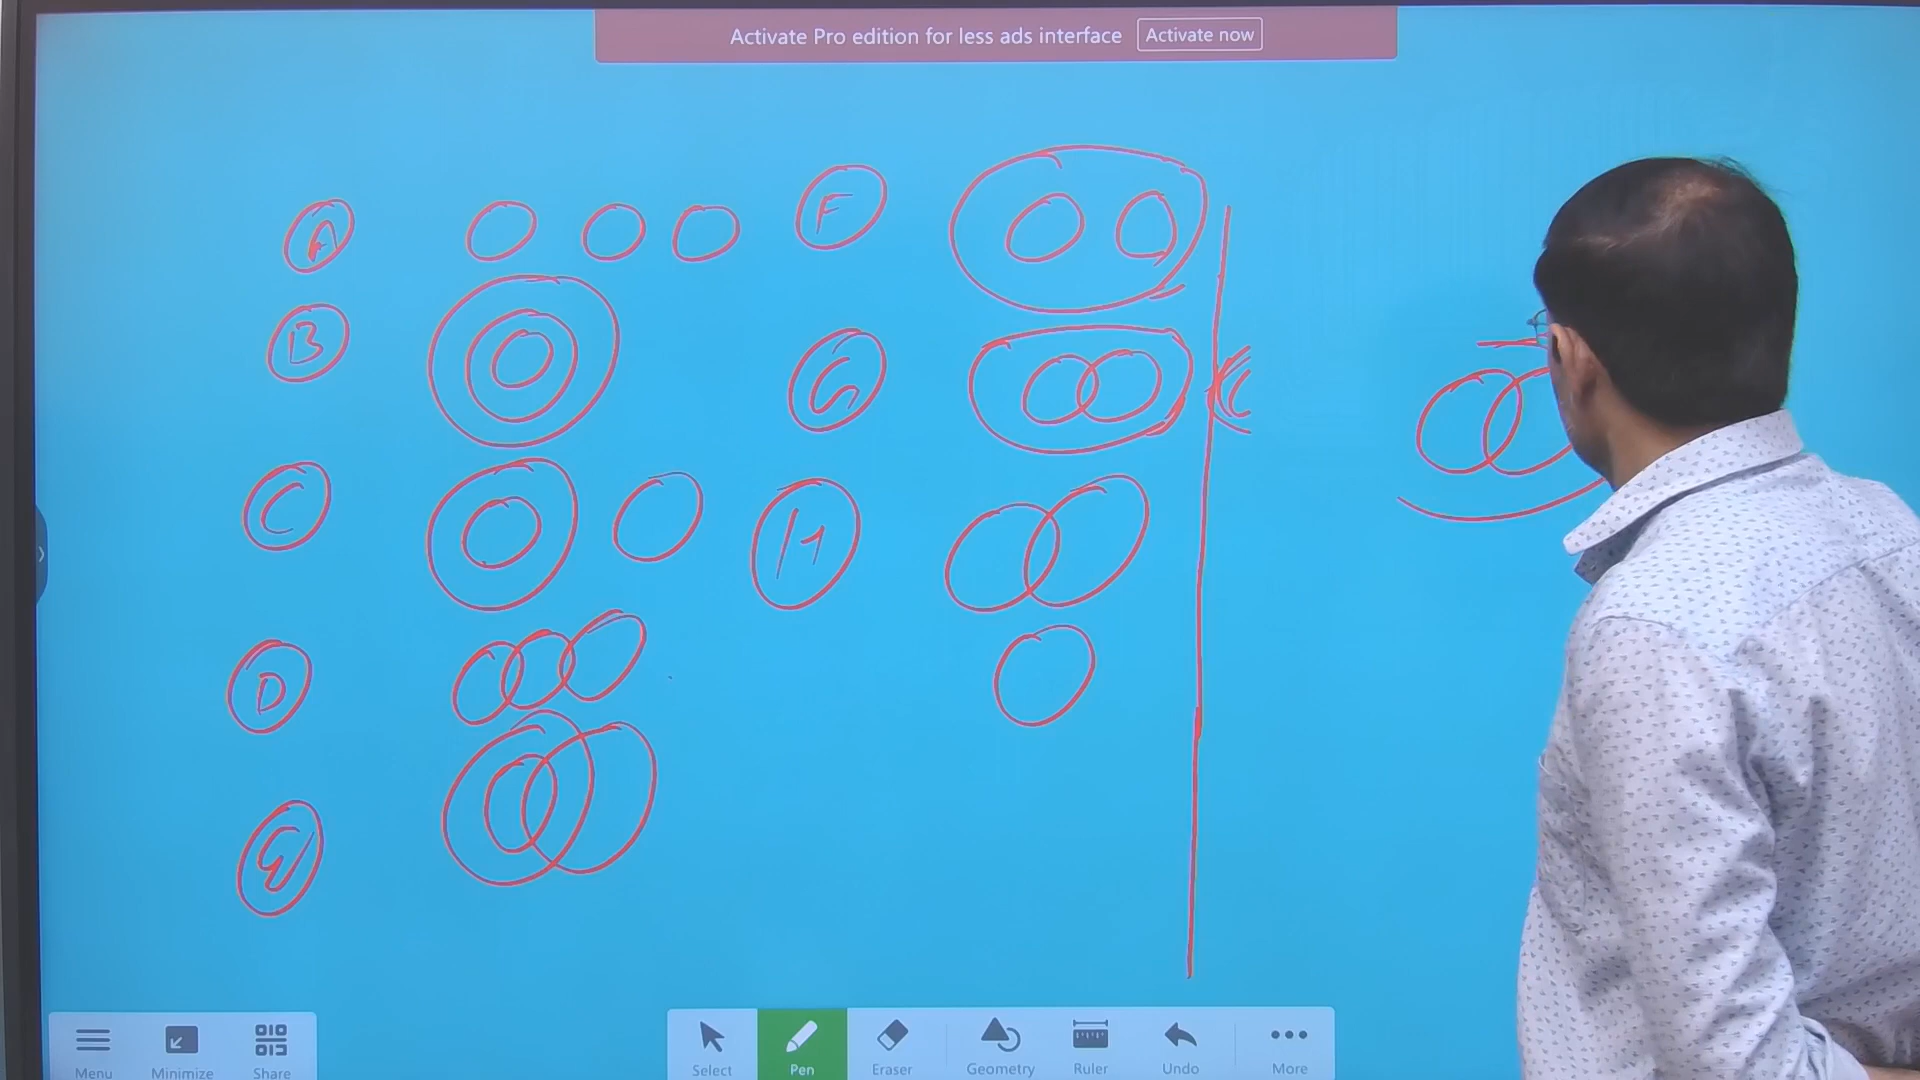 Activate Pro edition for less ads interface Activate now
A
F
B
G
C
H
D
E
Menu Minimize Share
Select Pen Eraser Geometry Ruler Undo More